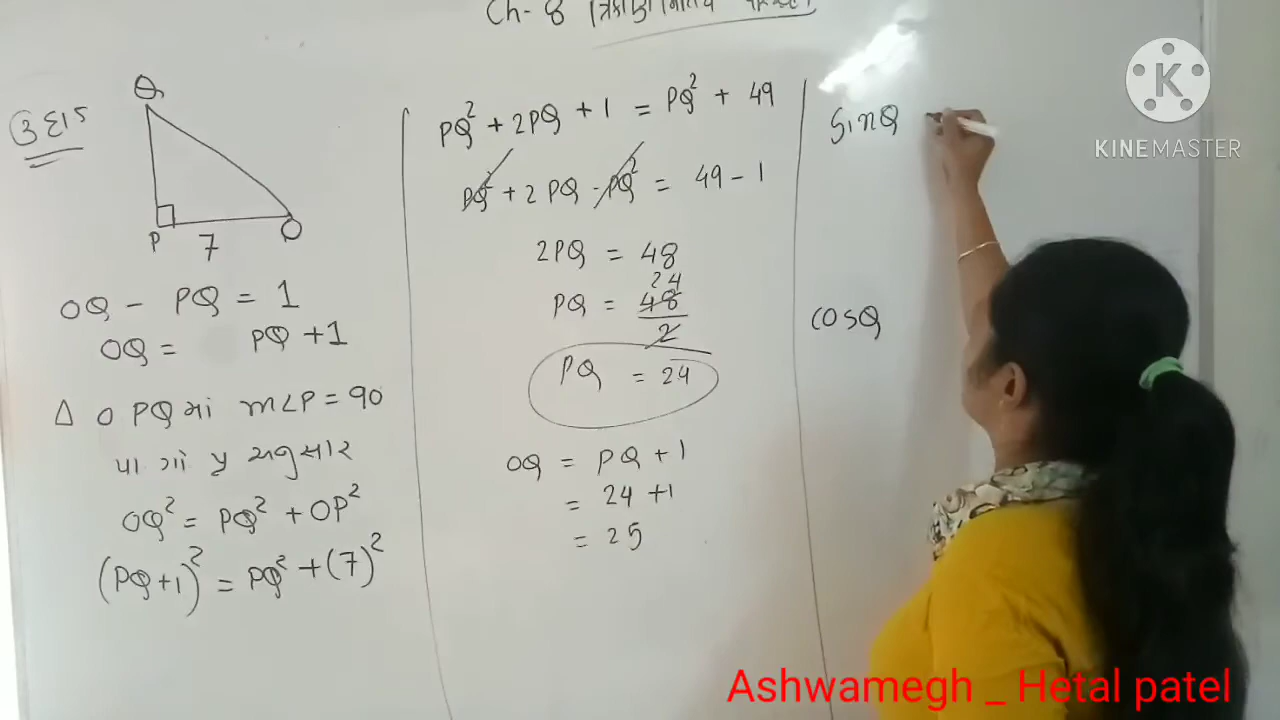 Ch- 8 ત્રિકોણમિતિય
ઉદા 5
Q
P
7
O
OQ - PQ = 1
OQ = PQ + 1
Δ OPQ માં m∠P = 90
પાયથાગોરસ અનુસાર
OQ² = PQ² + OP²
(PQ+1)² = PQ² + (7)²
PQ² + 2PQ + 1 = PQ² + 49
PQ² + 2PQ - PQ² = 49 - 1
2PQ = 48
24
PQ = 48
2
PQ = 24
OQ = PQ + 1
= 24 + 1
= 25
SinQ
cosQ
KINEMASTER
Ashwamegh _ Hetal patel